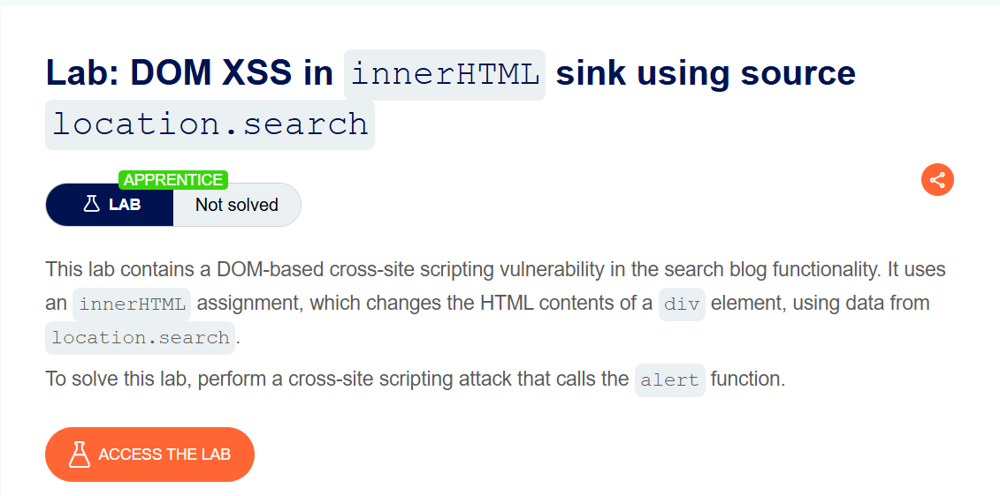 Lab: DOM XSS in innerHTML sink using source
location.search
APPRENTICE
LAB Not solved
This lab contains a DOM-based cross-site scripting vulnerability in the search blog functionality. It uses
an innerHTML assignment, which changes the HTML contents of a div element, using data from
location.search.
To solve this lab, perform a cross-site scripting attack that calls the alert function.
ACCESS THE LAB